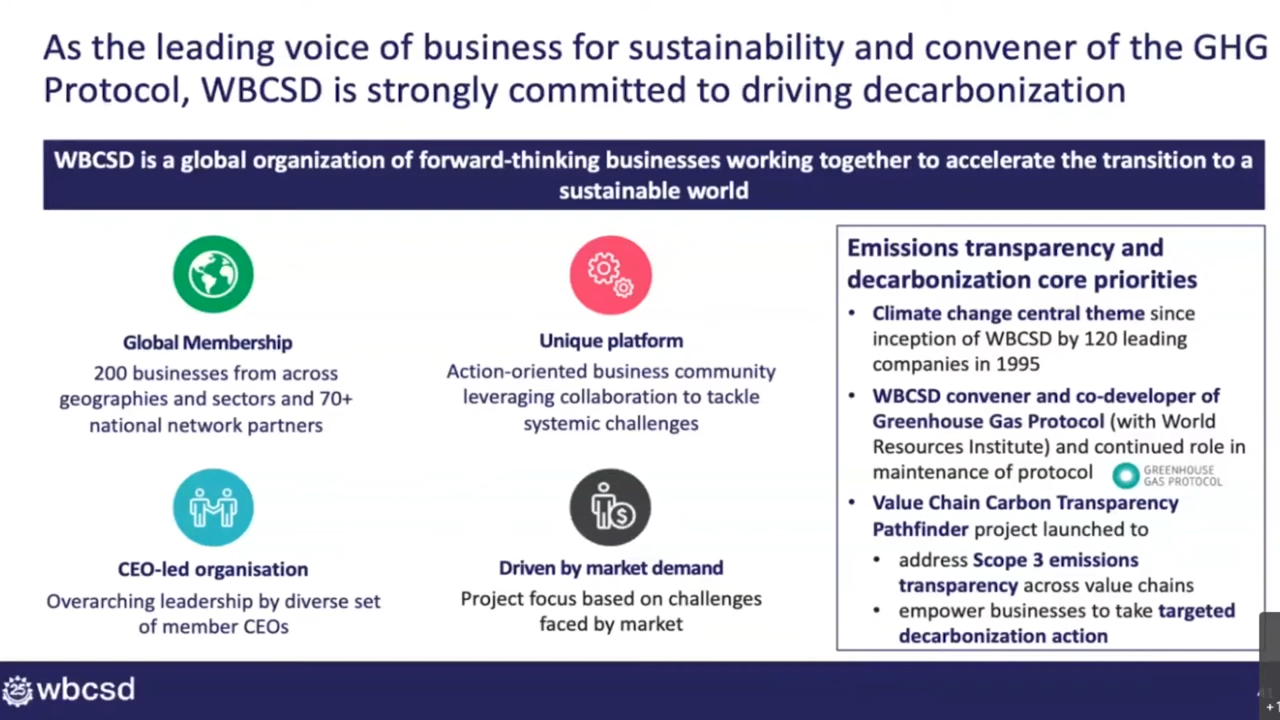 As the leading voice of business for sustainability and convener of the GHG
Protocol, WBCSD is strongly committed to driving decarbonization
WBCSD is a global organization of forward-thinking businesses working together to accelerate the transition to a
sustainable world
Global Membership
200 businesses from across
geographies and sectors and 70+
national network partners
Unique platform
Action-oriented business community
leveraging collaboration to tackle
systemic challenges
CEO-led organisation
Overarching leadership by diverse set
of member CEOs
$
Driven by market demand
Project focus based on challenges
faced by market
Emissions transparency and
decarbonization core priorities
• Climate change central theme since
inception of WBCSD by 120 leading
companies in 1995
• WBCSD convener and co-developer of
Greenhouse Gas Protocol (with World
Resources Institute) and continued role in
maintenance of protocol
GREENHOUSE
GAS PROTOCOL
• Value Chain Carbon Transparency
Pathfinder project launched to
• address Scope 3 emissions
transparency across value chains
• empower businesses to take targeted
decarbonization action
25 wbcsd